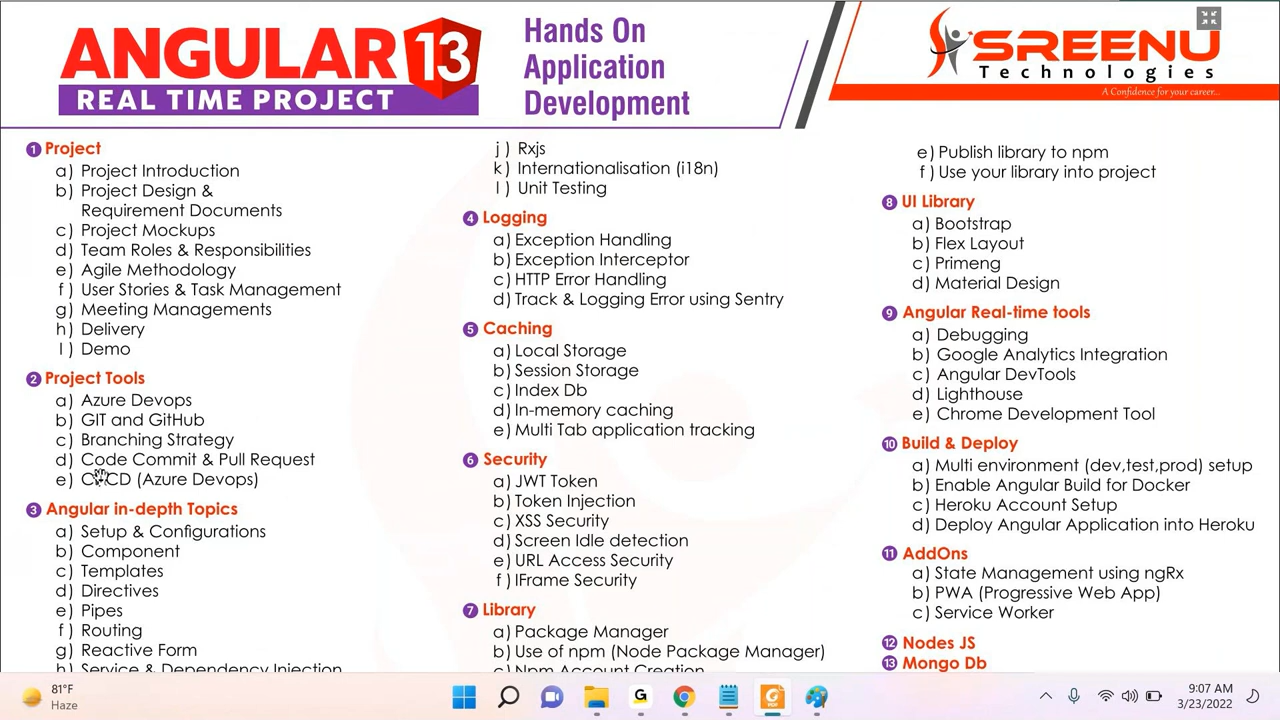 ANGULAR 13
REAL TIME PROJECT
Hands On
Application
Development
SREENU
Technologies
A Confidence for your career...
1 Project
a) Project Introduction
b) Project Design &
Requirement Documents
c) Project Mockups
d) Team Roles & Responsibilities
e) Agile Methodology
f) User Stories & Task Management
g) Meeting Managements
h) Delivery
I) Demo
2 Project Tools
a) Azure Devops
b) GIT and GitHub
c) Branching Strategy
d) Code Commit & Pull Request
e) CI/CD (Azure Devops)
3 Angular in-depth Topics
a) Setup & Configurations
b) Component
c) Templates
d) Directives
e) Pipes
f) Routing
g) Reactive Form
h) Service & Dependency Injection
j) Rxjs
k) Internationalisation (i18n)
l) Unit Testing
4 Logging
a) Exception Handling
b) Exception Interceptor
c) HTTP Error Handling
d) Track & Logging Error using Sentry
5 Caching
a) Local Storage
b) Session Storage
c) Index Db
d) In-memory caching
e) Multi Tab application tracking
6 Security
a) JWT Token
b) Token Injection
c) XSS Security
d) Screen Idle detection
e) URL Access Security
f) IFrame Security
7 Library
a) Package Manager
b) Use of npm (Node Package Manager)
c) Npm Account Creation
e) Publish library to npm
f) Use your library into project
8 UI Library
a) Bootstrap
b) Flex Layout
c) Primeng
d) Material Design
9 Angular Real-time tools
a) Debugging
b) Google Analytics Integration
c) Angular DevTools
d) Lighthouse
e) Chrome Development Tool
10 Build & Deploy
a) Multi environment (dev,test,prod) setup
b) Enable Angular Build for Docker
c) Heroku Account Setup
d) Deploy Angular Application into Heroku
11 AddOns
a) State Management using ngRx
b) PWA (Progressive Web App)
c) Service Worker
12 Nodes JS
13 Mongo Db
81°F
Haze
G
PDF
9:07 AM
3/23/2022